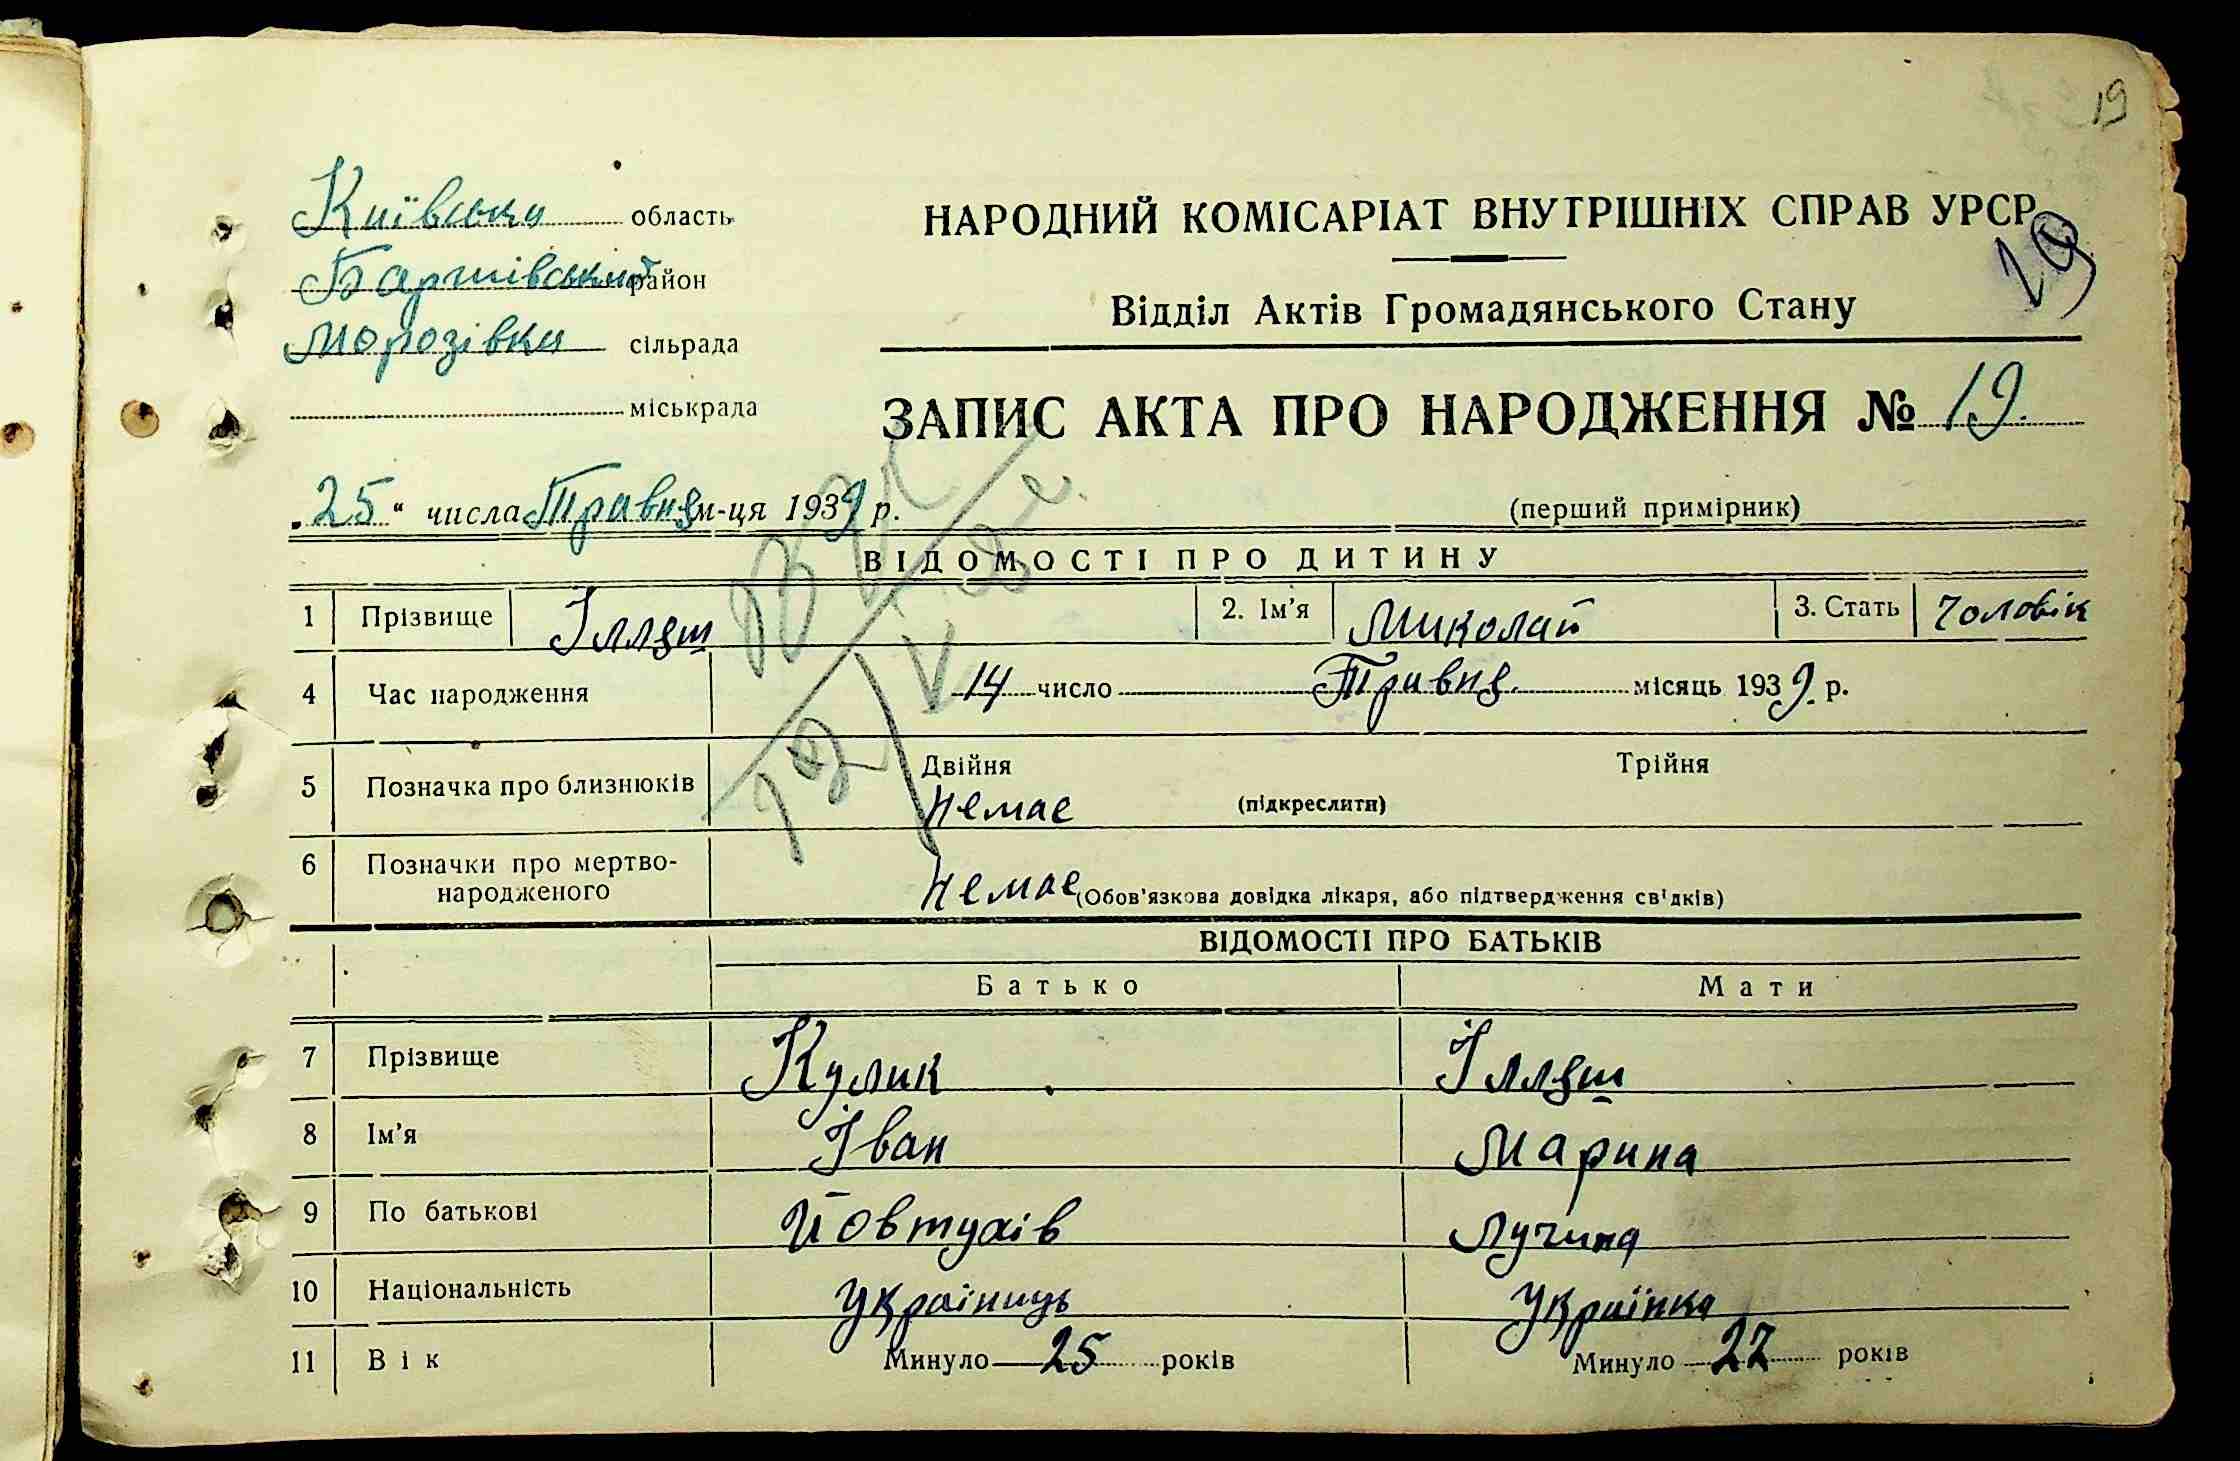 19
Київська область
НАРОДНИЙ КОМІСАРІАТ ВНУТРІШНІХ СПРАВ УРСР
19
район
Відділ Актів Громадянського Стану
Морозівка сільрада
міськрада
ЗАПИС АКТА ПРО НАРОДЖЕННЯ № 19.
„25“ числа Травня м-ця 1939 р.
(перший примірник)
ВІДОМОСТІ ПРО ДИТИНУ
1 Прізвище Ілляш 2. Ім'я Миколай 3. Стать чоловік
4 Час народження 14 число Травня місяць 1939. р.
5 Позначка про близнюків Двійня Трійня
немає (підкреслити)
6 Позначки про мертво-
народженого немає (Обов'язкова довідка лікаря, або підтвердження свідків)
ВІДОМОСТІ ПРО БАТЬКІВ
Батько Мати
7 Прізвище Кулик Ілляш
8 Ім'я Іван Марина
9 По батькові Йовтухів Лучина
10 Національність Україниць Українка
11 Вік Минуло 25 років Минуло 22 років